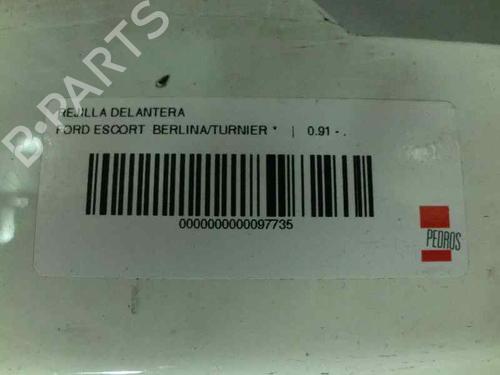 B-PARTS
REJILLA DELANTERA
FORD ESCORT BERLINA/TURNIER * | 0.91 - .
0000000000097735
PEDROS